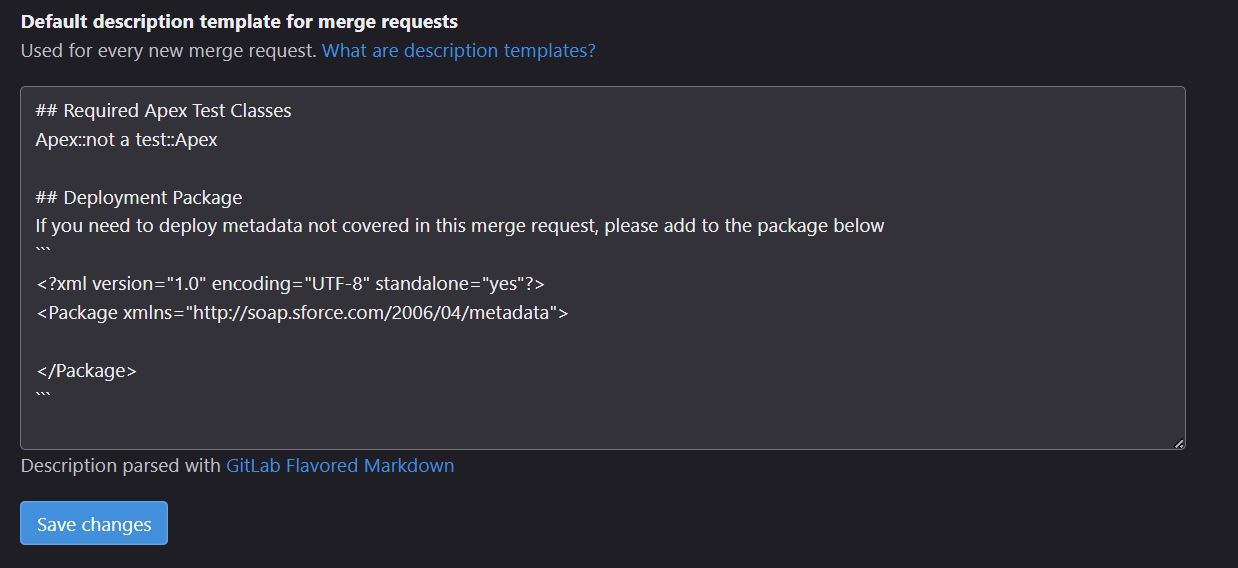 Default description template for merge requests
Used for every new merge request. What are description templates?
## Required Apex Test Classes
Apex::not a test::Apex
## Deployment Package
If you need to deploy metadata not covered in this merge request, please add to the package below
```
<?xml version="1.0" encoding="UTF-8" standalone="yes"?>
<Package xmlns="http://soap.sforce.com/2006/04/metadata">
</Package>
```
Description parsed with GitLab Flavored Markdown
Save changes